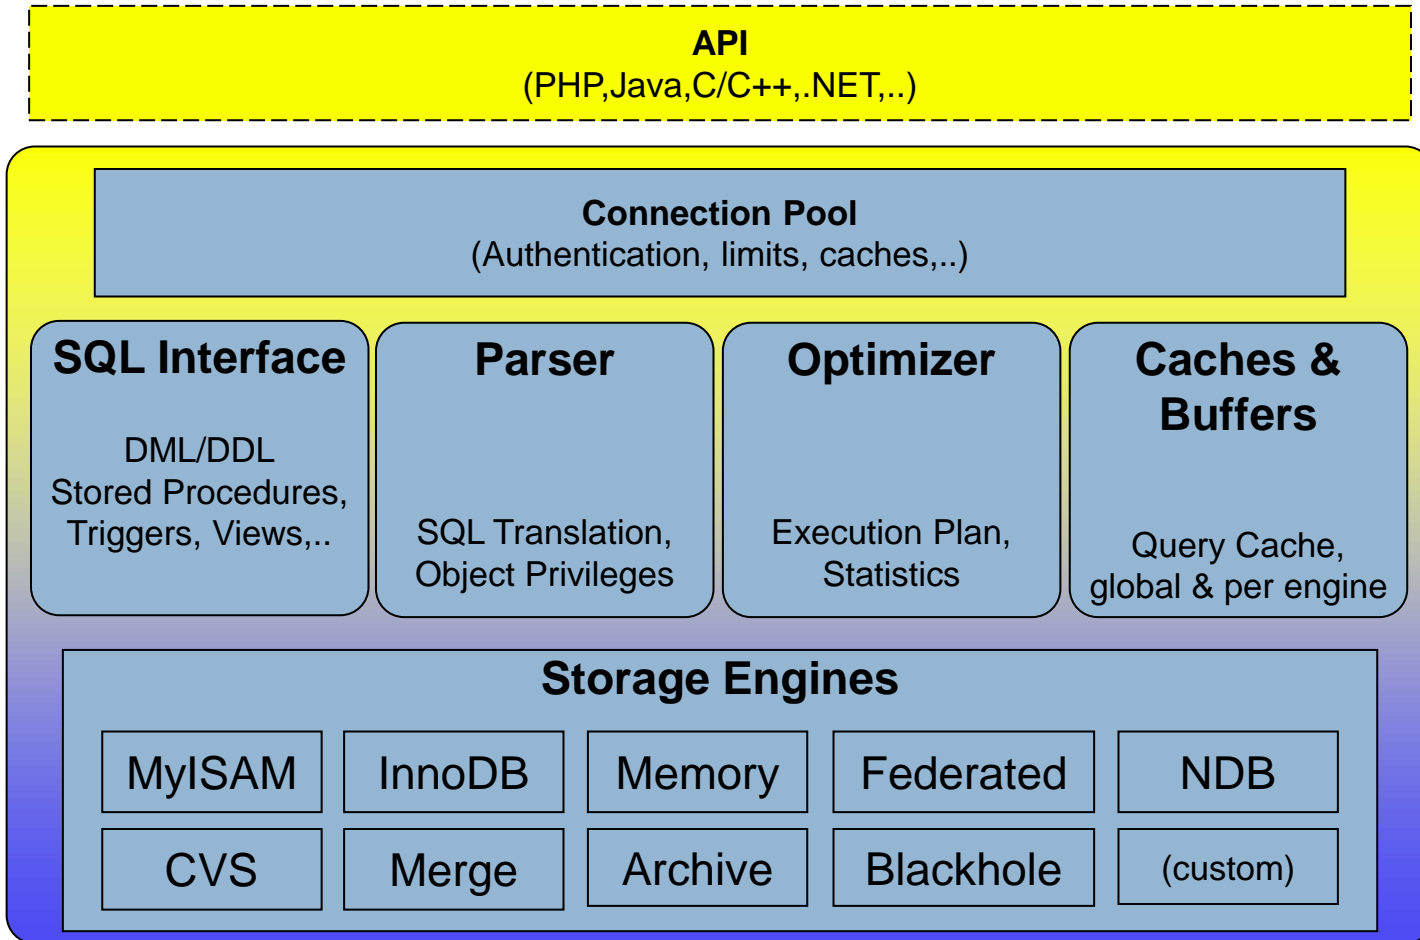 API
(PHP,Java,C/C++,.NET,..)
Connection Pool
(Authentication, limits, caches,..)
SQL Interface
DML/DDL
Stored Procedures,
Triggers, Views,..
Parser
SQL Translation,
Object Privileges
Optimizer
Execution Plan,
Statistics
Caches &
Buffers
Query Cache,
global & per engine
Storage Engines
MyISAM
InnoDB
Memory
Federated
NDB
CVS
Merge
Archive
Blackhole
(custom)